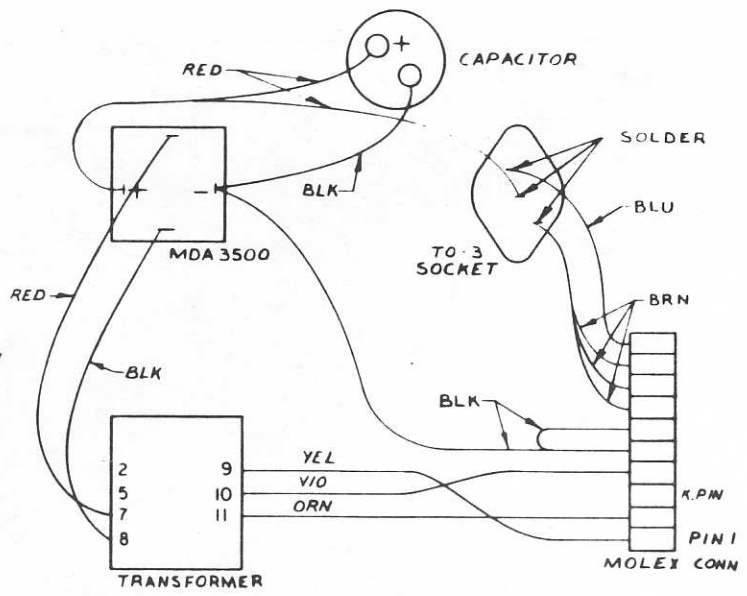 CAPACITOR
RED
+
SOLDER
+ -
BLK
BLU
MDA 3500
TO-3
SOCKET
RED
BRN
BLK
BLK
2 9 YEL
5 10 VIO
7 11 ORN
8
K.PIN
PIN 1
TRANSFORMER
MOLEX CONN